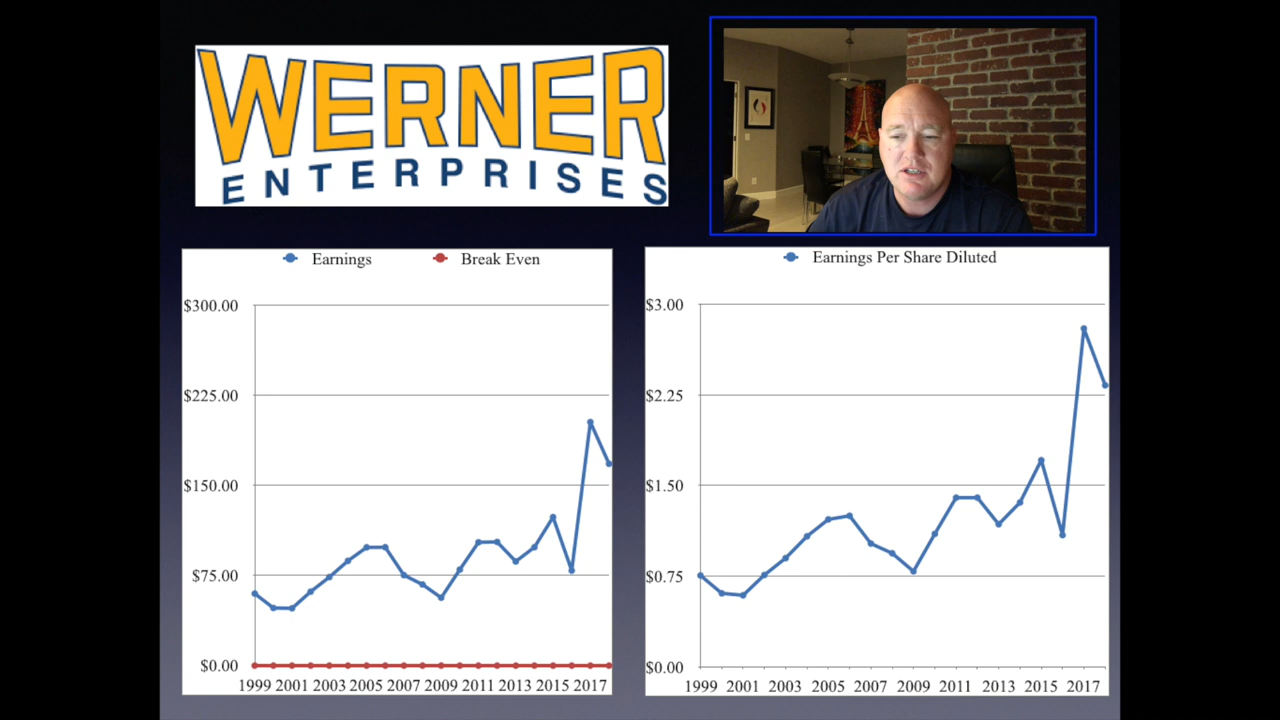 WERNER
ENTERPRISES
Earnings Break Even
$300.00
$225.00
$150.00
$75.00
$0.00
1999 2001 2003 2005 2007 2009 2011 2013 2015 2017
Earnings Per Share Diluted
$3.00
$2.25
$1.50
$0.75
$0.00
1999 2001 2003 2005 2007 2009 2011 2013 2015 2017